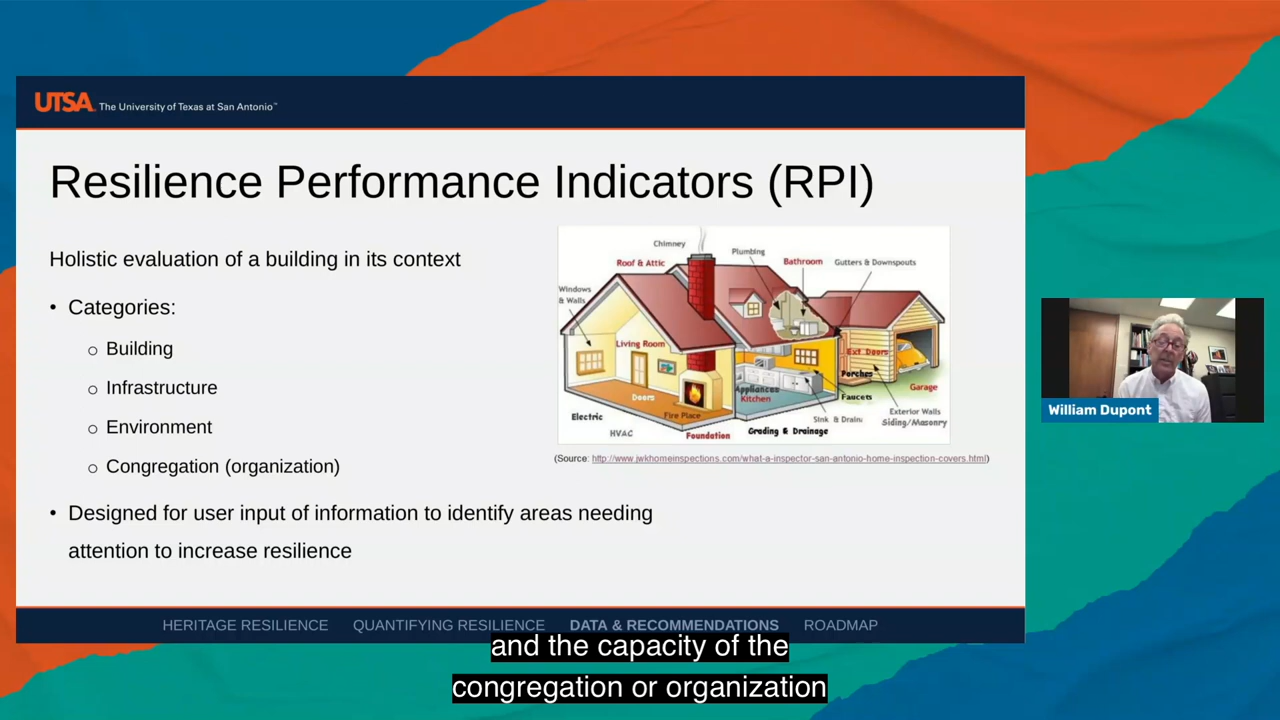 UTSA The University of Texas at San Antonio™
Resilience Performance Indicators (RPI)
Holistic evaluation of a building in its context
• Categories:
o Building
o Infrastructure
o Environment
o Congregation (organization)
• Designed for user input of information to identify areas needing
attention to increase resilience
Chimney
Plumbing
Roof & Attic
Bathroom
Gutters & Downspouts
Windows
& Walls
Living Room
Ext Doors
Porches
Appliances
Kitchen
Garage
Doors
Faucets
Electric
Fire Place
Sink & Drain
Exterior Walls
Siding/Masonry
HVAC
Foundation
Grading & Drainage
(Source: http://www.jwkhomeinspections.com/what-a-inspector-san-antonio-home-inspection-covers.html)
William Dupont
HERITAGE RESILIENCE QUANTIFYING RESILIENCE DATA & RECOMMENDATIONS ROADMAP
and the capacity of the
congregation or organization